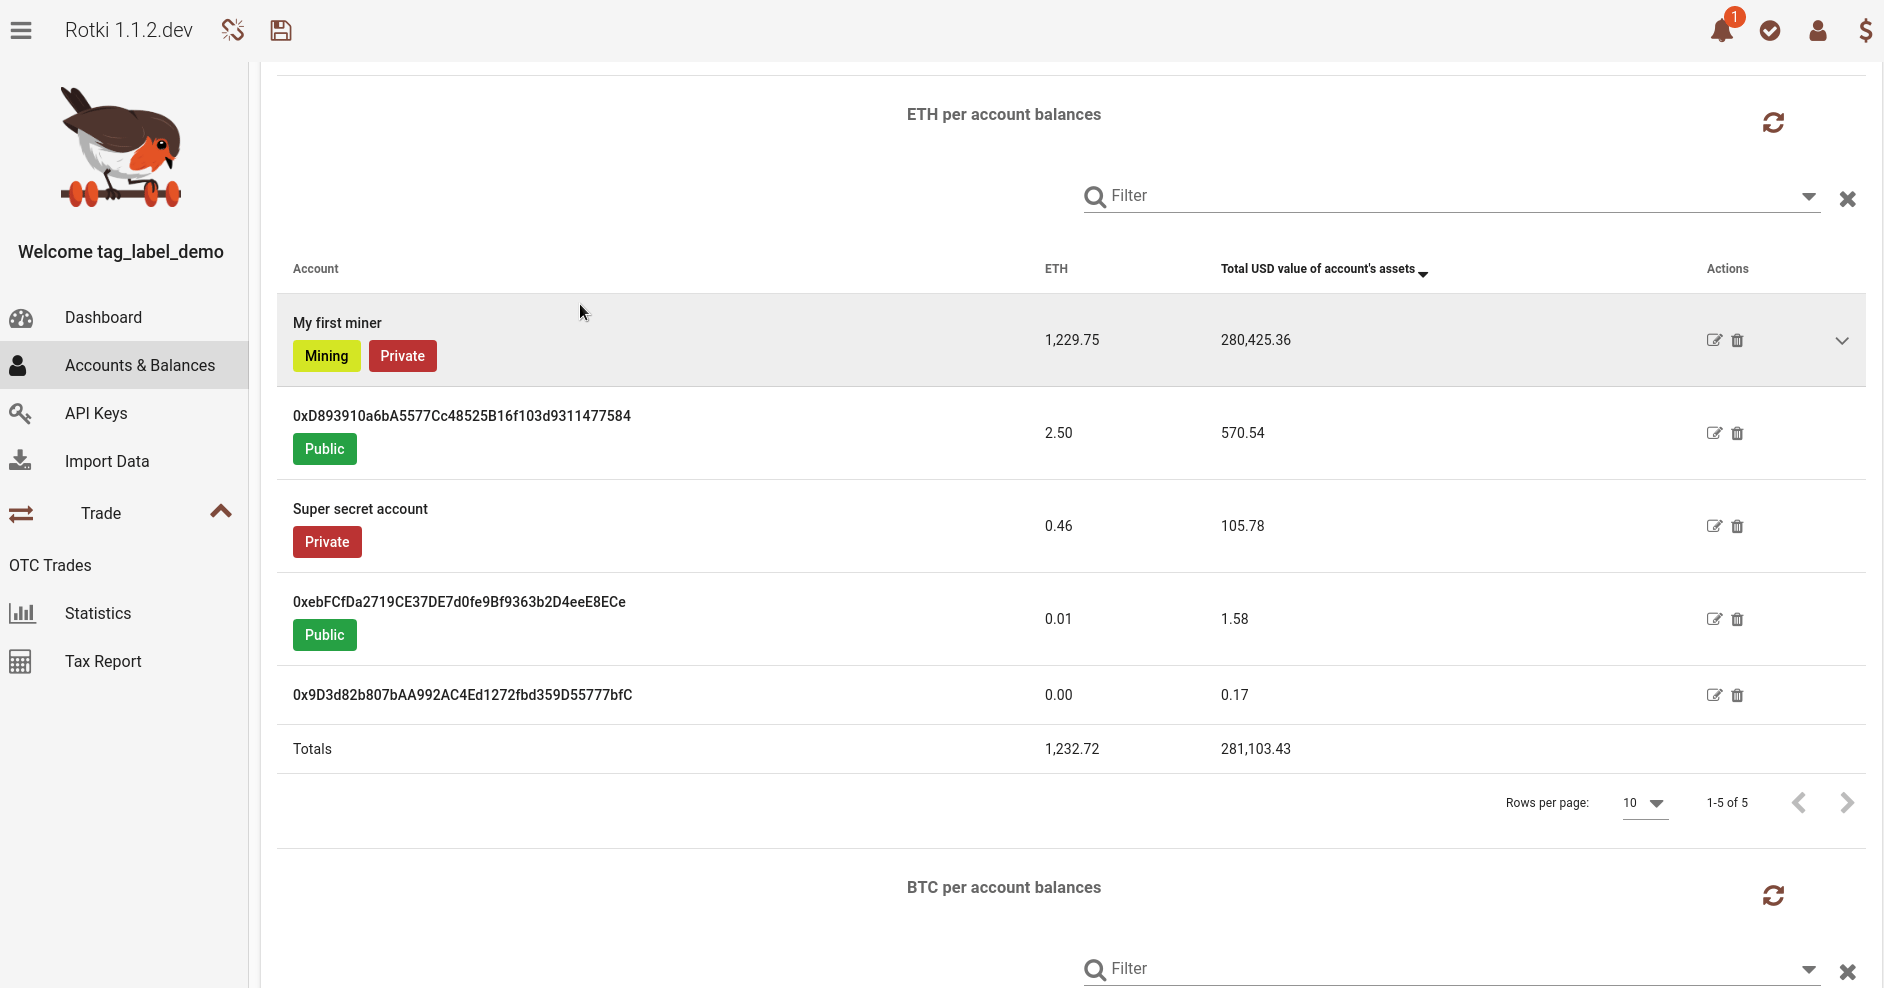 Rotki 1.1.2.dev
1
Welcome tag_label_demo
Dashboard
Accounts & Balances
API Keys
Import Data
Trade
OTC Trades
Statistics
Tax Report
ETH per account balances
Filter
Account ETH Total USD value of account's assets Actions
My first miner
Mining Private
1,229.75 280,425.36
0xD893910a6bA5577Cc48525B16f103d9311477584
Public
2.50 570.54
Super secret account
Private
0.46 105.78
0xebFCfDa2719CE37DE7d0fe9Bf9363b2D4eeE8ECe
Public
0.01 1.58
0x9D3d82b807bAA992AC4Ed1272fbd359D55777bfC 0.00 0.17
Totals 1,232.72 281,103.43
Rows per page: 10 1-5 of 5
BTC per account balances
Filter